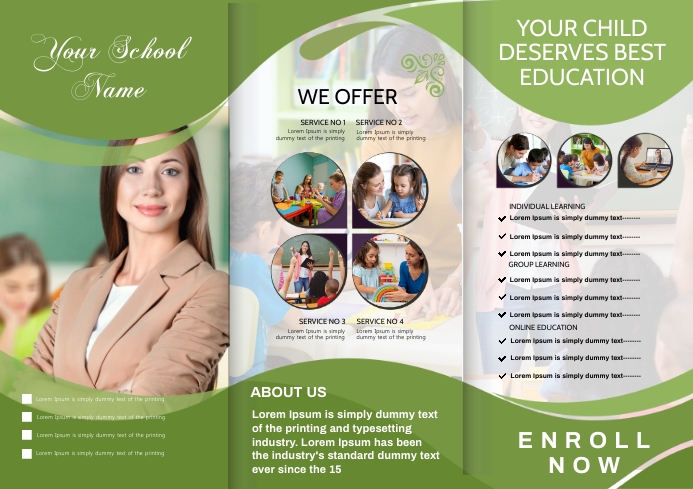 Your School
Name
Lorem Ipsum is simply dummy text of the printing
Lorem Ipsum is simply dummy text of the printing
Lorem Ipsum is simply dummy text of the printing
Lorem Ipsum is simply dummy text of the printing
WE OFFER
SERVICE NO 1
Lorem Ipsum is simply
dummy text of the printing
SERVICE NO 2
Lorem Ipsum is simply
dummy text of the printing
SERVICE NO 3
Lorem Ipsum is simply
dummy text of the printing
SERVICE NO 4
Lorem Ipsum is simply
dummy text of the printing
ABOUT US
Lorem Ipsum is simply dummy text
of the printing and typesetting
industry. Lorem Ipsum has been
the industry's standard dummy text
ever since the 15
YOUR CHILD
DESERVES BEST
EDUCATION
INDIVIDUAL LEARNING
Lorem Ipsum is simply dummy text--------
Lorem Ipsum is simply dummy text--------
Lorem Ipsum is simply dummy text--------
GROUP LEARNING
Lorem Ipsum is simply dummy text--------
Lorem Ipsum is simply dummy text--------
Lorem Ipsum is simply dummy text--------
ONLINE EDUCATION
Lorem Ipsum is simply dummy text--------
Lorem Ipsum is simply dummy text--------
Lorem Ipsum is simply dummy text--------
ENROLL
NOW